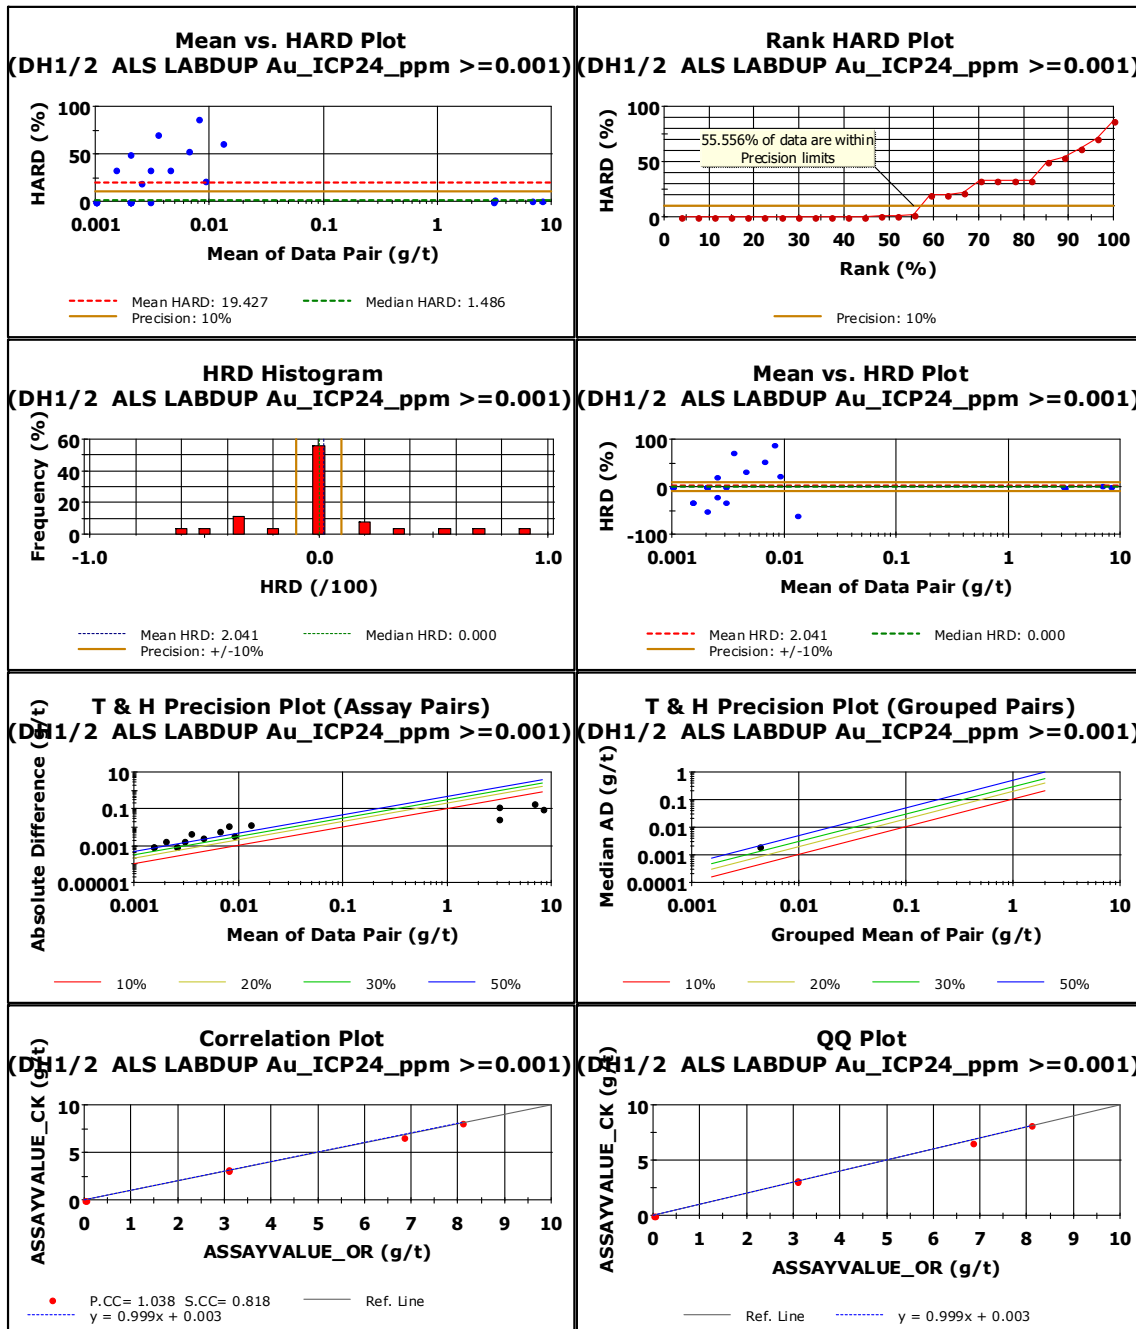 Mean vs. HARD Plot
(DH1/2 ALS LABDUP Au_ICP24_ppm >=0.001)
HARD (%)
100
50
0
0.001 0.01 0.1 1 10
Mean of Data Pair (g/t)
Mean HARD: 19.427 Median HARD: 1.486
Precision: 10%
Rank HARD Plot
(DH1/2 ALS LABDUP Au_ICP24_ppm >=0.001)
HARD (%)
100
50
0
55.556% of data are within
Precision limits
0 10 20 30 40 50 60 70 80 90 100
Rank (%)
Precision: 10%
HRD Histogram
(DH1/2 ALS LABDUP Au_ICP24_ppm >=0.001)
Frequency (%)
60
40
20
0
-1.0 0.0 1.0
HRD (/100)
Mean HRD: 2.041 Median HRD: 0.000
Precision: +/-10%
Mean vs. HRD Plot
(DH1/2 ALS LABDUP Au_ICP24_ppm >=0.001)
HRD (%)
100
0
-100
0.001 0.01 0.1 1 10
Mean of Data Pair (g/t)
Mean HRD: 2.041 Median HRD: 0.000
Precision: +/-10%
T & H Precision Plot (Assay Pairs)
(DH1/2 ALS LABDUP Au_ICP24_ppm >=0.001)
Absolute Difference (g/t)
10
0.1
0.001
0.00001
0.001 0.01 0.1 1 10
Mean of Data Pair (g/t)
10% 20% 30% 50%
T & H Precision Plot (Grouped Pairs)
(DH1/2 ALS LABDUP Au_ICP24_ppm >=0.001)
Median AD (g/t)
1
0.1
0.01
0.001
0.0001
0.001 0.01 0.1 1 10
Grouped Mean of Pair (g/t)
10% 20% 30% 50%
Correlation Plot
(DH1/2 ALS LABDUP Au_ICP24_ppm >=0.001)
ASSAYVALUE_CK (g/t)
10
5
0
0 1 2 3 4 5 6 7 8 9 10
ASSAYVALUE_OR (g/t)
P.CC= 1.038 S.CC= 0.818 Ref. Line
y = 0.999x + 0.003
QQ Plot
(DH1/2 ALS LABDUP Au_ICP24_ppm >=0.001)
ASSAYVALUE_CK (g/t)
10
5
0
0 1 2 3 4 5 6 7 8 9 10
ASSAYVALUE_OR (g/t)
Ref. Line y = 0.999x + 0.003